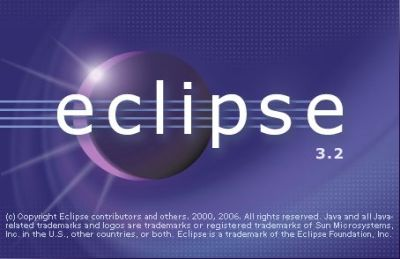 eclipse
3.2
(c) Copyright Eclipse contributors and others. 2000, 2006. All rights reserved. Java and all Java-
related trademarks and logos are trademarks or registered trademarks of Sun Microsystems,
Inc. in the U.S., other countries, or both. Eclipse is a trademark of the Eclipse Foundation, Inc.